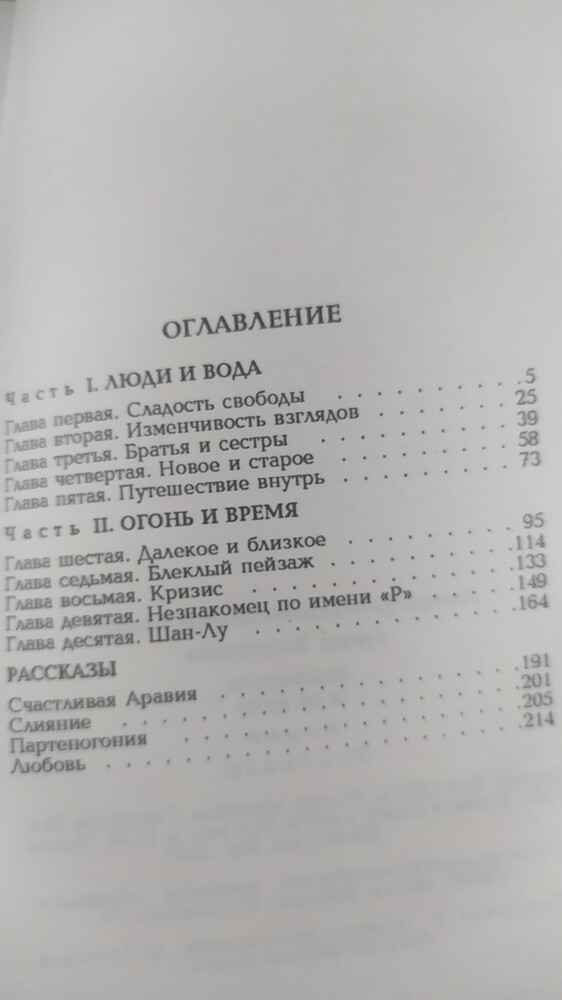 ОГЛАВЛЕНИЕ
Часть I. ЛЮДИ И ВОДА
Глава первая. Сладость свободы . . . . . . . . . .5
Глава вторая. Изменчивость взглядов . . . . . . . 25
Глава третья. Братья и сестры . . . . . . . . . . 39
Глава четвертая. Новое и старое . . . . . . . . . 58
Глава пятая. Путешествие внутрь . . . . . . . . . 73
Часть II. ОГОНЬ И ВРЕМЯ
Глава шестая. Далекое и близкое . . . . . . . . . 95
Глава седьмая. Блеклый пейзаж . . . . . . . . . .114
Глава восьмая. Кризис . . . . . . . . . . . . . .133
Глава девятая. Незнакомец по имени «Р» . . . . . .149
Глава десятая. Шан-Лу . . . . . . . . . . . . . .164
РАССКАЗЫ
Счастливая Аравия . . . . . . . . . . . . . . . .191
Слияние . . . . . . . . . . . . . . . . . . . . .201
Партеногония . . . . . . . . . . . . . . . . . . .205
Любовь . . . . . . . . . . . . . . . . . . . . . .214